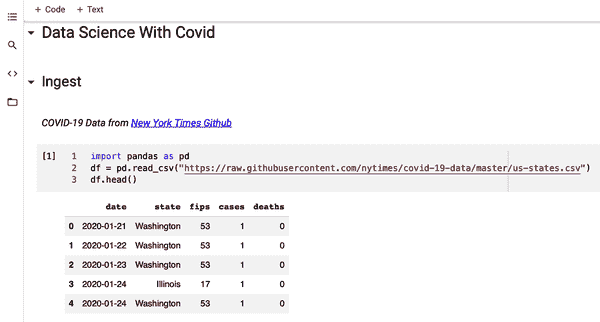 + Code + Text
Data Science With Covid
Ingest
COVID-19 Data from New York Times Github
[1] 1 import pandas as pd
2 df = pd.read_csv("https://raw.githubusercontent.com/nytimes/covid-19-data/master/us-states.csv")
3 df.head()
date state fips cases deaths
0 2020-01-21 Washington 53 1 0
1 2020-01-22 Washington 53 1 0
2 2020-01-23 Washington 53 1 0
3 2020-01-24 Illinois 17 1 0
4 2020-01-24 Washington 53 1 0